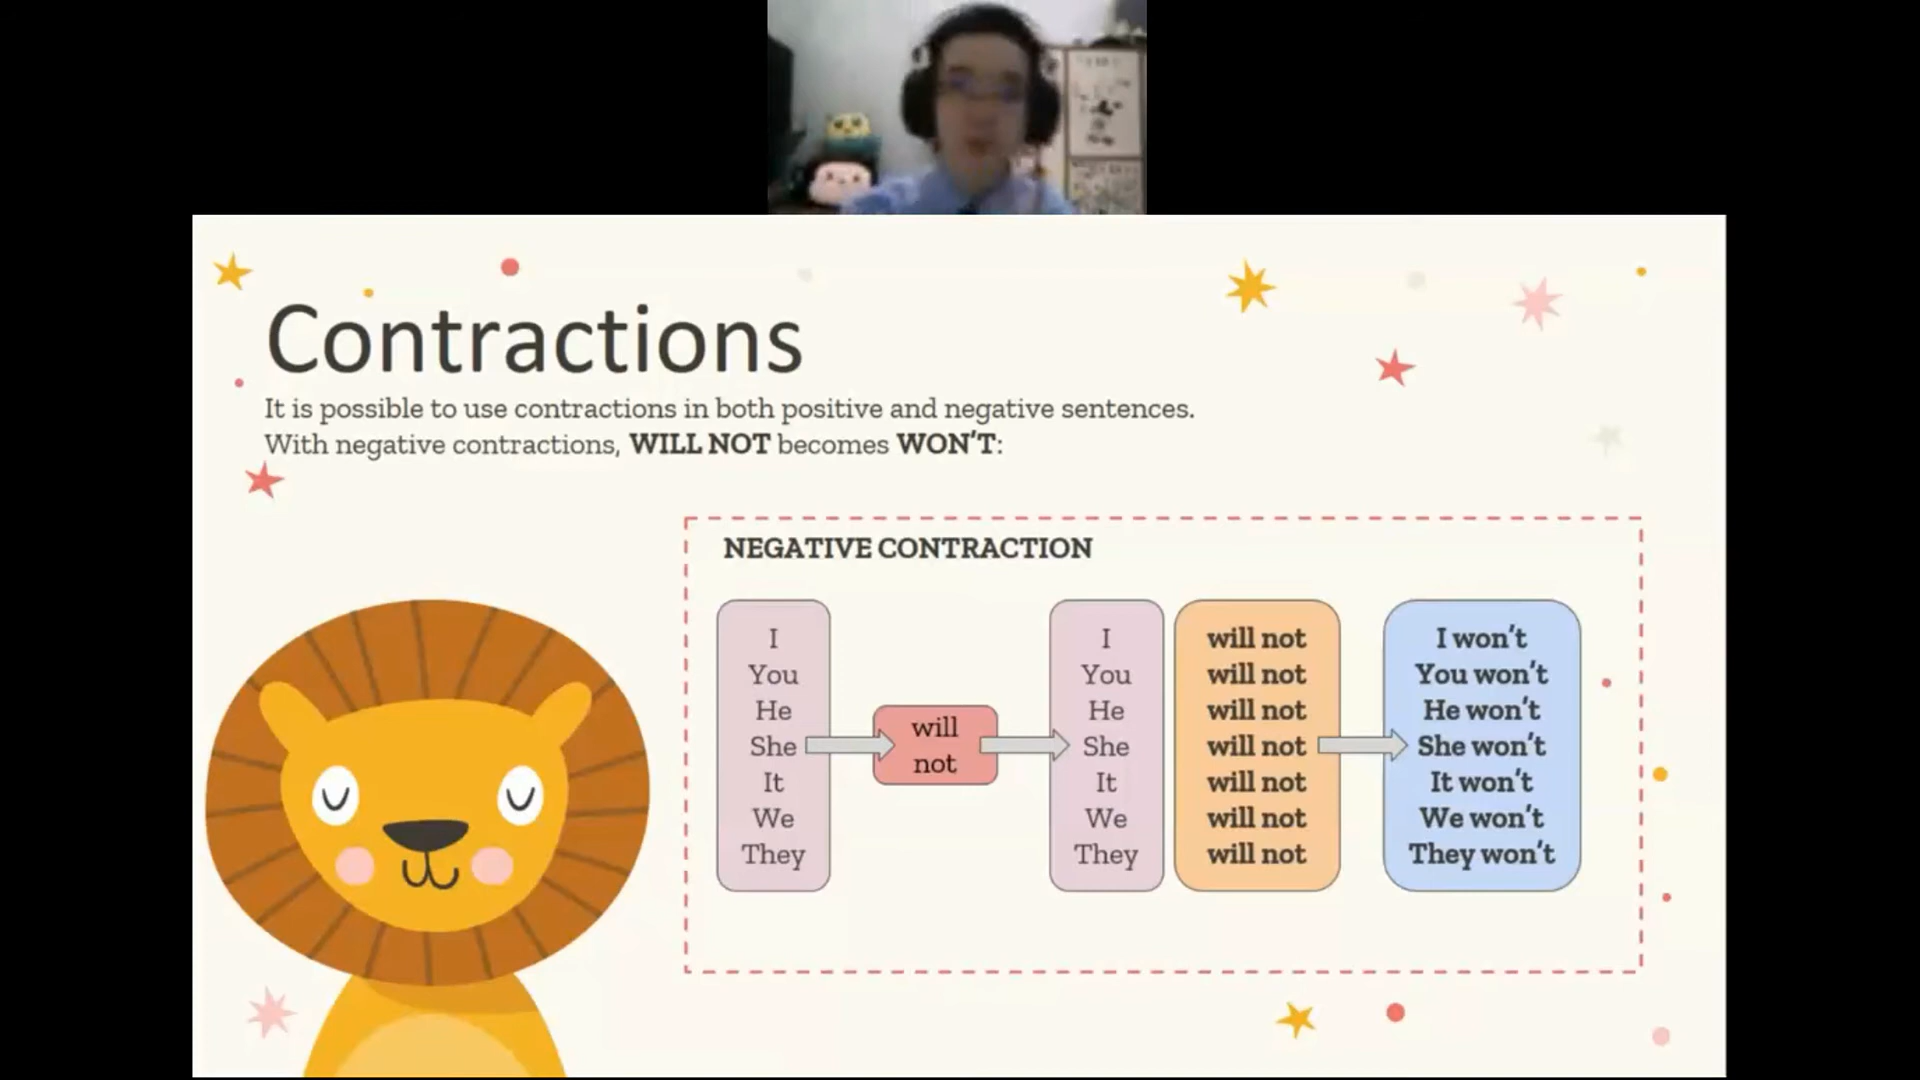 Contractions
It is possible to use contractions in both positive and negative sentences.
With negative contractions, WILL NOT becomes WON'T:
NEGATIVE CONTRACTION
I
You
He
She
It
We
They
will
not
I
You
He
She
It
We
They
will not
will not
will not
will not
will not
will not
will not
I won't
You won't
He won't
She won't
It won't
We won't
They won't